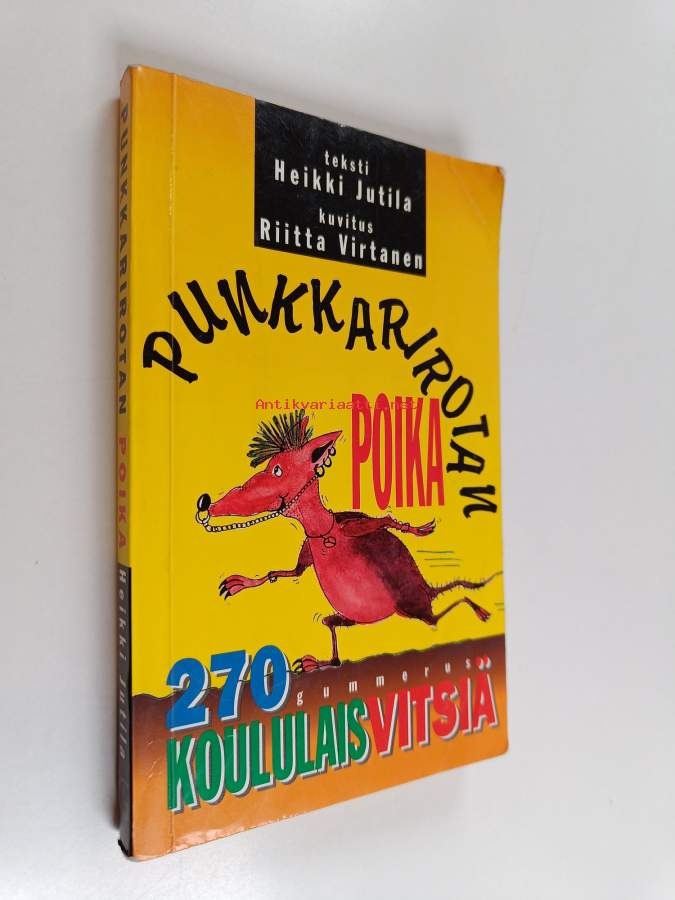 teksti
Heikki Jutila
kuvitus
Riitta Virtanen
PUNKKARIROTAN
POIKA
Antikvariaatti.net
270
gummerus
KOULULAISVITSIÄ
PUNKKARIROTAN POIKA Heikki Jutila